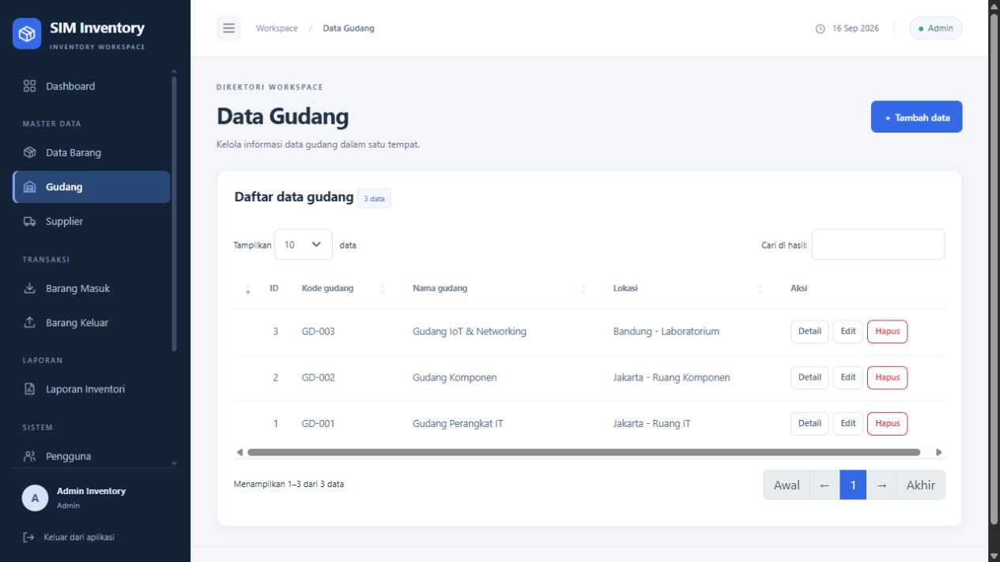 SIM Inventory
INVENTORY WORKSPACE
Dashboard
MASTER DATA
Data Barang
Gudang
Supplier
TRANSAKSI
Barang Masuk
Barang Keluar
LAPORAN
Laporan Inventori
SISTEM
Pengguna
A
Admin Inventory
Admin
Keluar dari aplikasi
Workspace / Data Gudang
16 Sep 2026
Admin
DIREKTORI WORKSPACE
Data Gudang
Kelola informasi data gudang dalam satu tempat.
+ Tambah data
Daftar data gudang 3 data
Tampilkan 10 data
Cari di hasil:
ID Kode gudang Nama gudang Lokasi Aksi
3 GD-003 Gudang IoT & Networking Bandung - Laboratorium Detail Edit Hapus
2 GD-002 Gudang Komponen Jakarta - Ruang Komponen Detail Edit Hapus
1 GD-001 Gudang Perangkat IT Jakarta - Ruang IT Detail Edit Hapus
Menampilkan 1–3 dari 3 data
Awal ← 1 → Akhir